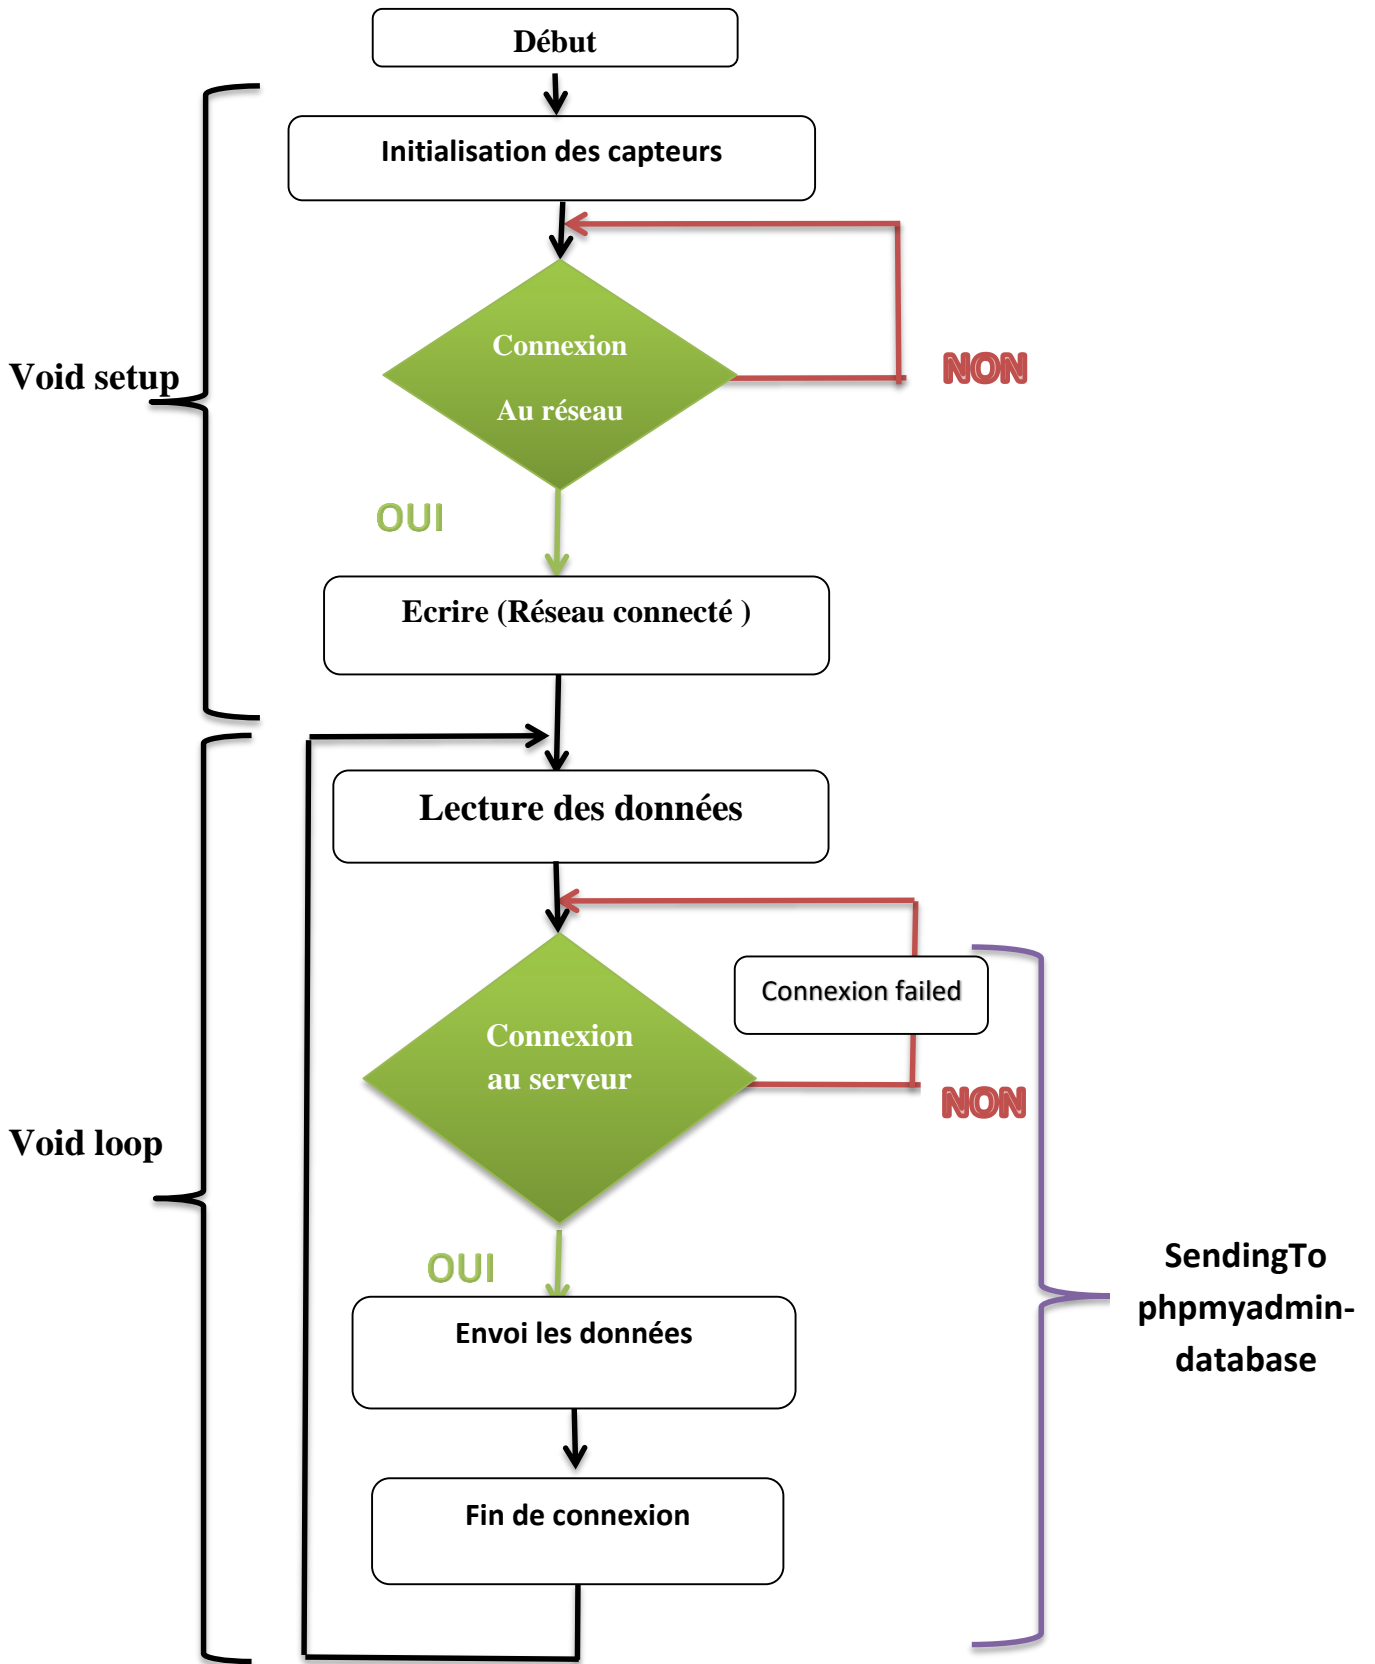 Début
Initialisation des capteurs
Connexion
Au réseau
NON
Void setup
OUI
Ecrire (Réseau connecté )
Lecture des données
Connexion failed
Connexion
au serveur
NON
Void loop
OUI
SendingTo
phpmyadmin-
database
Envoi les données
Fin de connexion